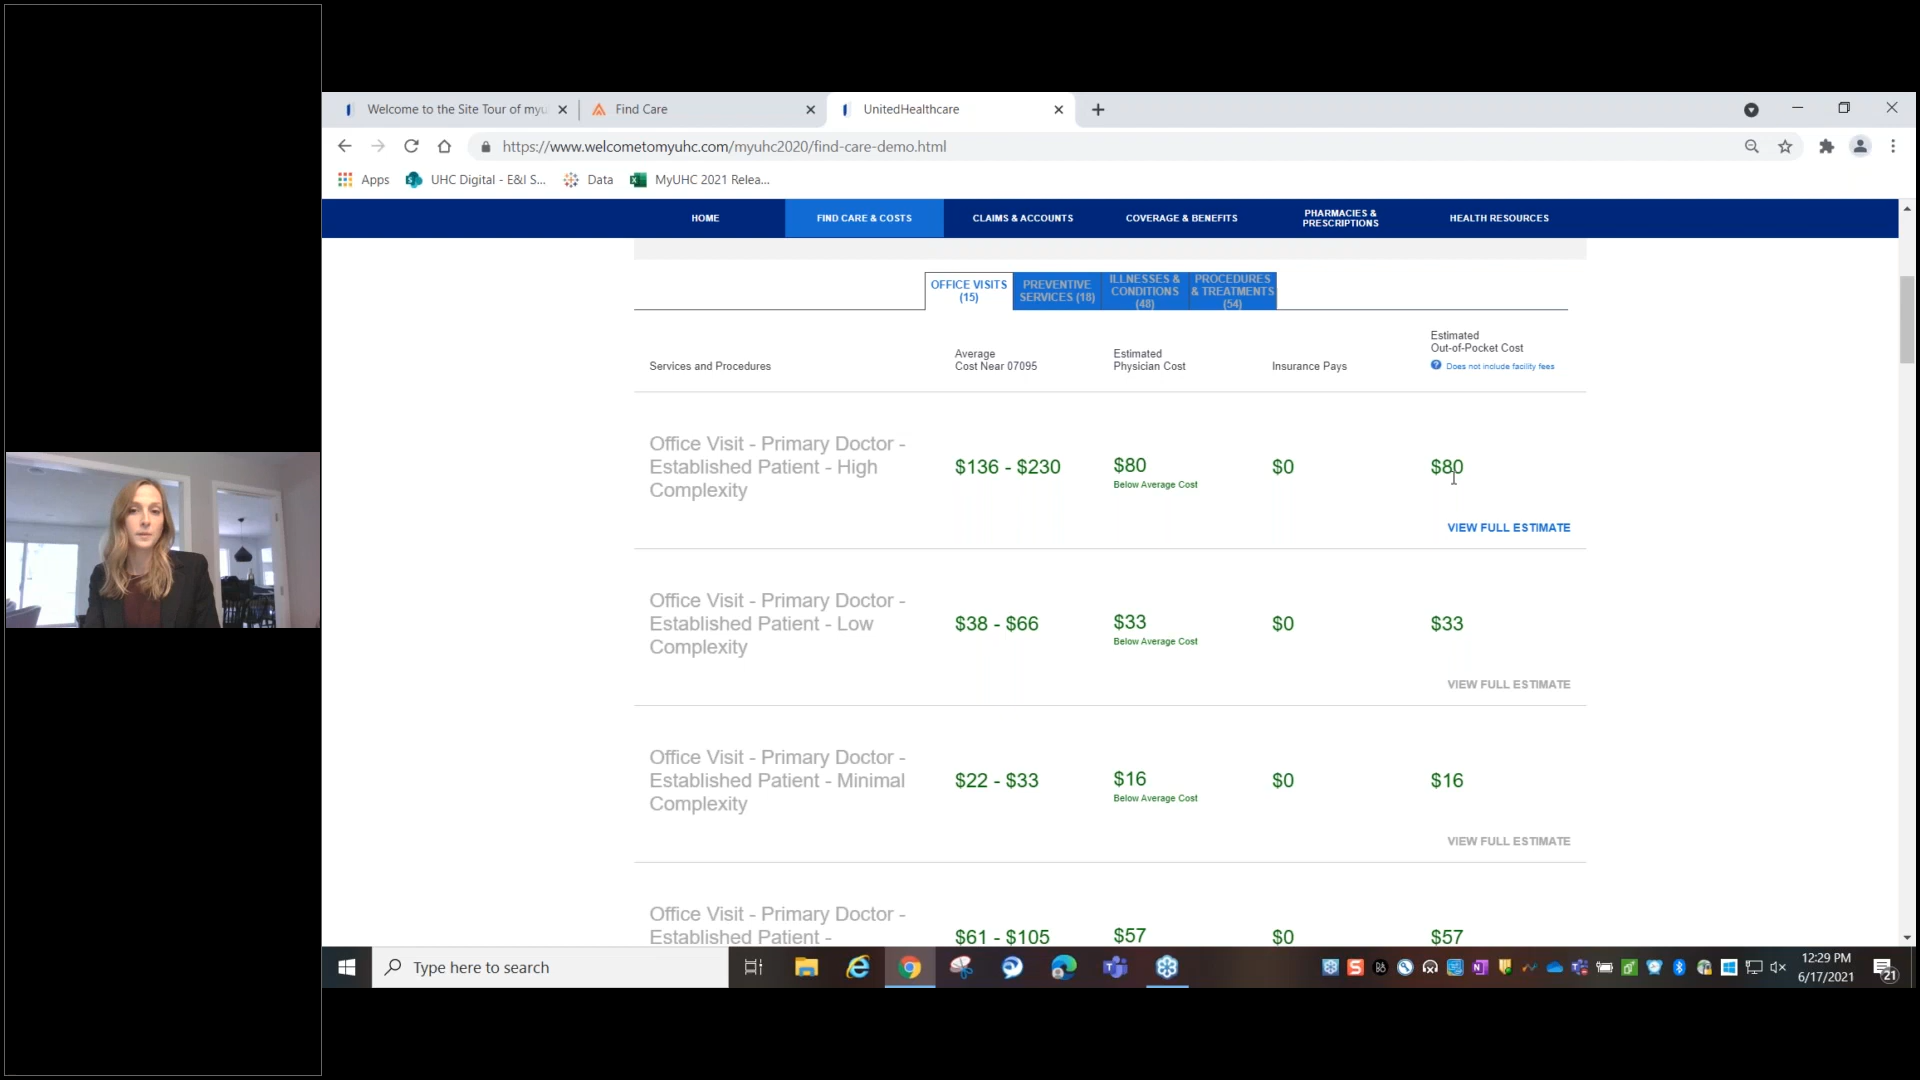 Welcome to the Site Tour of myu
Find Care
UnitedHealthcare
https://www.welcometomyuhc.com/myuhc2020/find-care-demo.html
Apps
UHC Digital - E&I S...
Data
MyUHC 2021 Relea...
HOME
FIND CARE & COSTS
CLAIMS & ACCOUNTS
COVERAGE & BENEFITS
PHARMACIES &
PRESCRIPTIONS
HEALTH RESOURCES
OFFICE VISITS
(15)
PREVENTIVE
SERVICES (18)
ILLNESSES &
CONDITIONS
(48)
PROCEDURES
& TREATMENTS
(54)
Services and Procedures
Average
Cost Near 07095
Estimated
Physician Cost
Insurance Pays
Estimated
Out-of-Pocket Cost
Does not include facility fees
Office Visit - Primary Doctor -
Established Patient - High
Complexity
$136 - $230
$80
Below Average Cost
$0
$80
VIEW FULL ESTIMATE
Office Visit - Primary Doctor -
Established Patient - Low
Complexity
$38 - $66
$33
Below Average Cost
$0
$33
VIEW FULL ESTIMATE
Office Visit - Primary Doctor -
Established Patient - Minimal
Complexity
$22 - $33
$16
Below Average Cost
$0
$16
VIEW FULL ESTIMATE
Office Visit - Primary Doctor -
Established Patient -
$61 - $105
$57
$0
$57
Type here to search
12:29 PM
6/17/2021
21